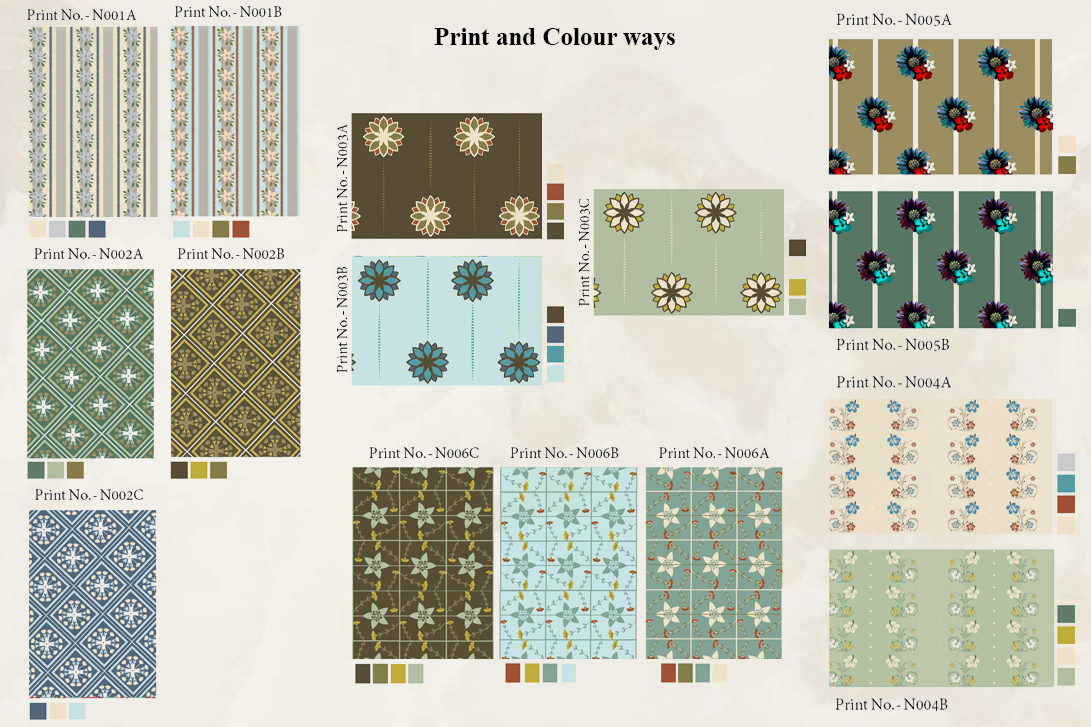 Print and Colour ways
Print No. - N001A
Print No. - N001B
Print No. - N002A
Print No. - N002B
Print No. - N002C
Print No. - N003A
Print No. - N003B
Print No. - N003C
Print No. - N006C
Print No. - N006B
Print No. - N006A
Print No. - N005A
Print No. - N005B
Print No. - N004A
Print No. - N004B